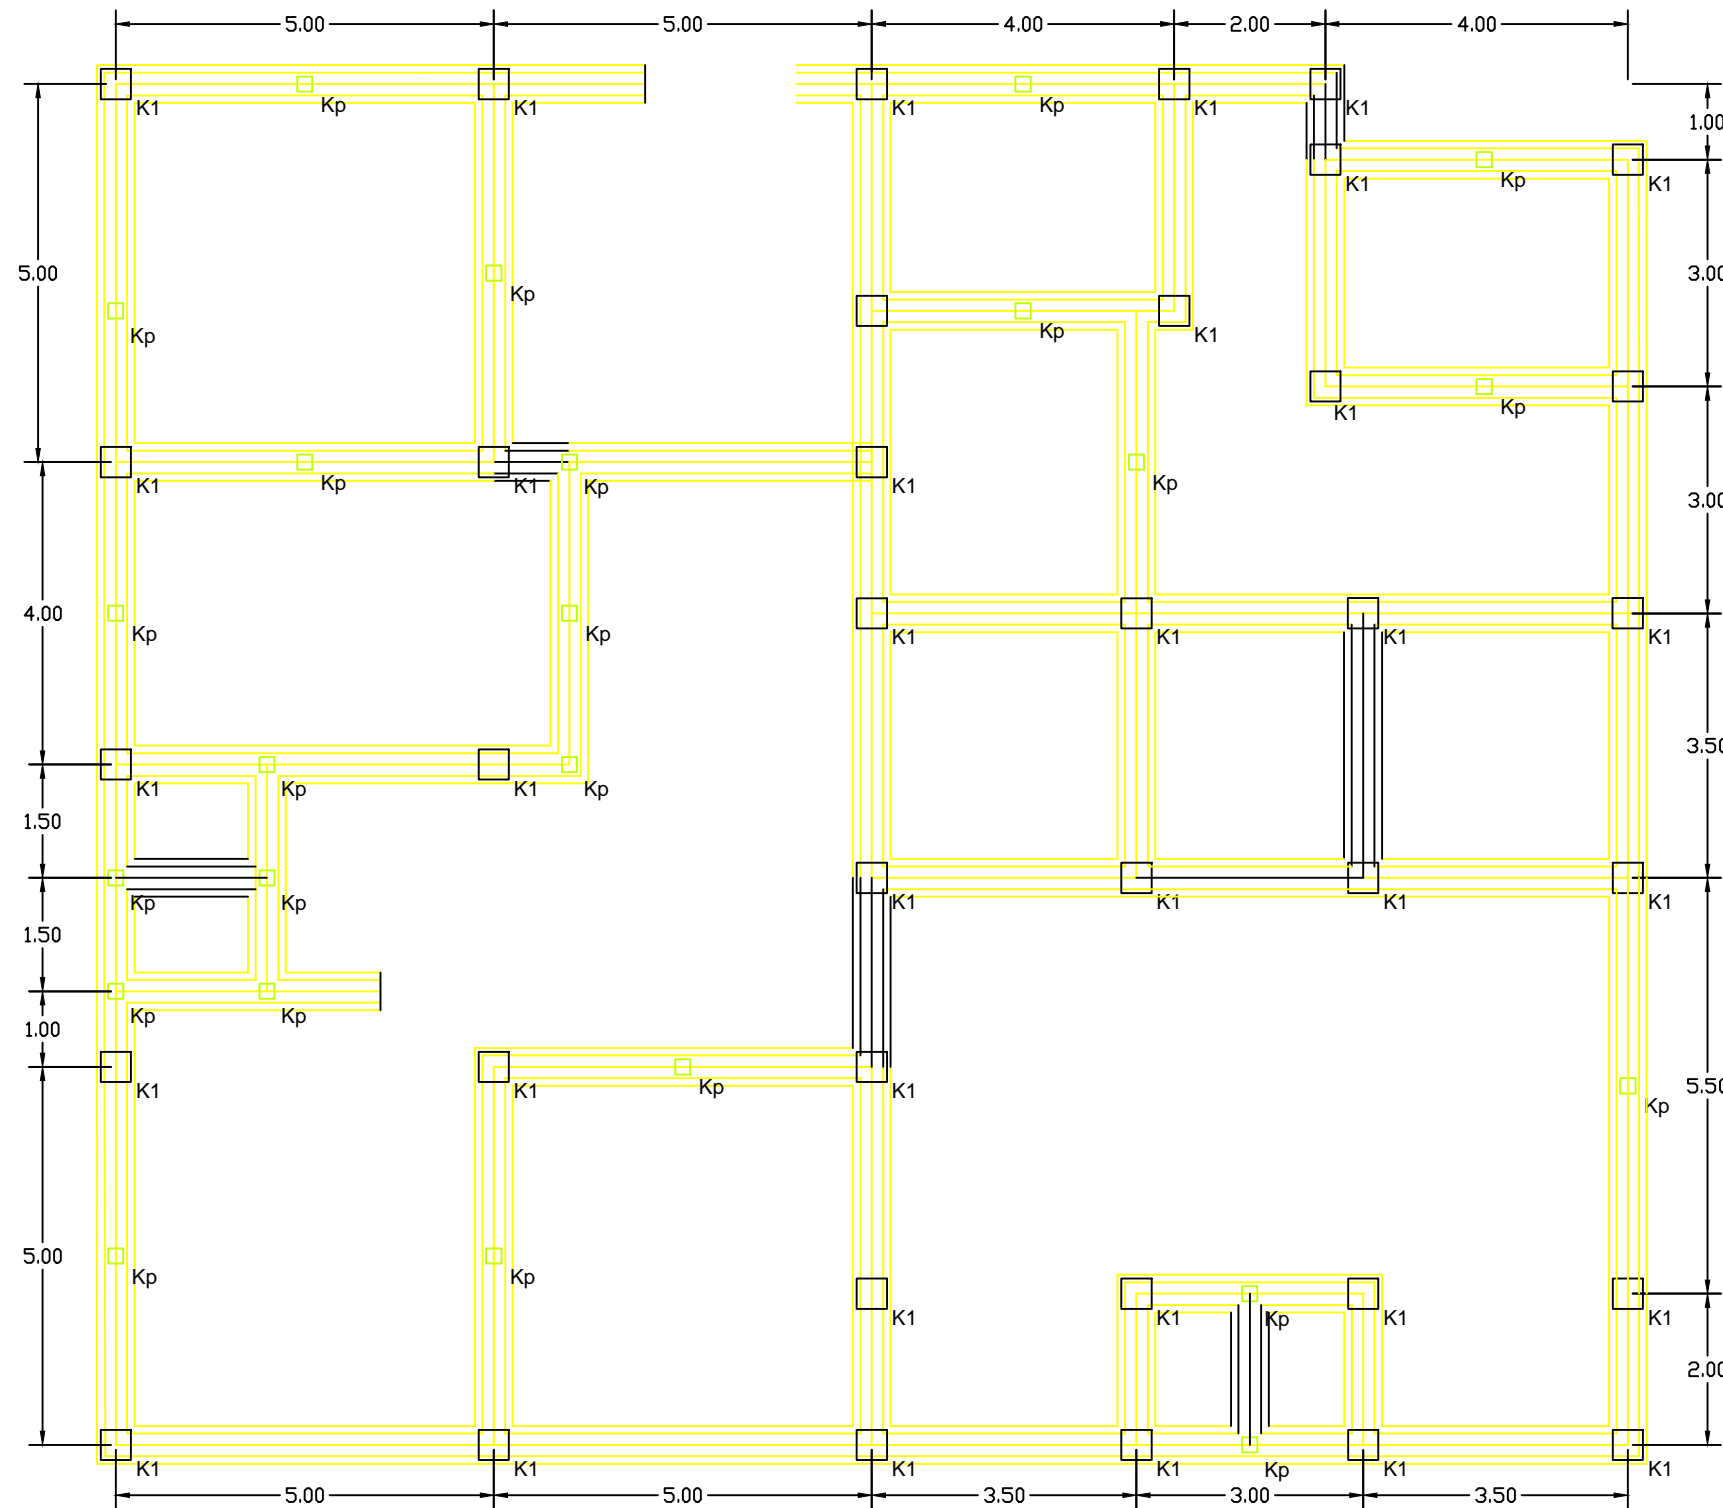 5.00 5.00 4.00 2.00 4.00
K1 Kp K1 K1 Kp K1 K1
1.00
K1 Kp K1
5.00 3.00
Kp
Kp Kp K1
K1 Kp
K1 Kp K1 Kp K1 Kp
3.00
4.00
Kp Kp K1 K1 K1 K1
3.50
K1 Kp K1 Kp
1.50
Kp Kp K1 K1 K1 K1
1.50
Kp Kp
1.00
K1 K1 Kp K1
5.50
Kp
5.00
Kp Kp
K1 K1 Kp K1 K1
2.00
K1 K1 K1 K1 Kp K1 K1
5.00 5.00 3.50 3.00 3.50